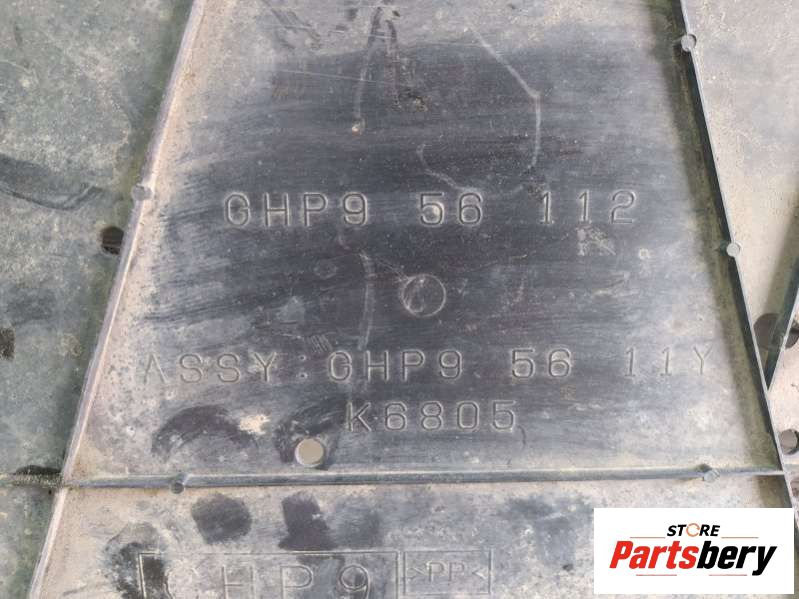 GHP9 56 112
ASSY:GHP9 56 11Y
K6805
GHP9 >PP<
STORE
Partsbery